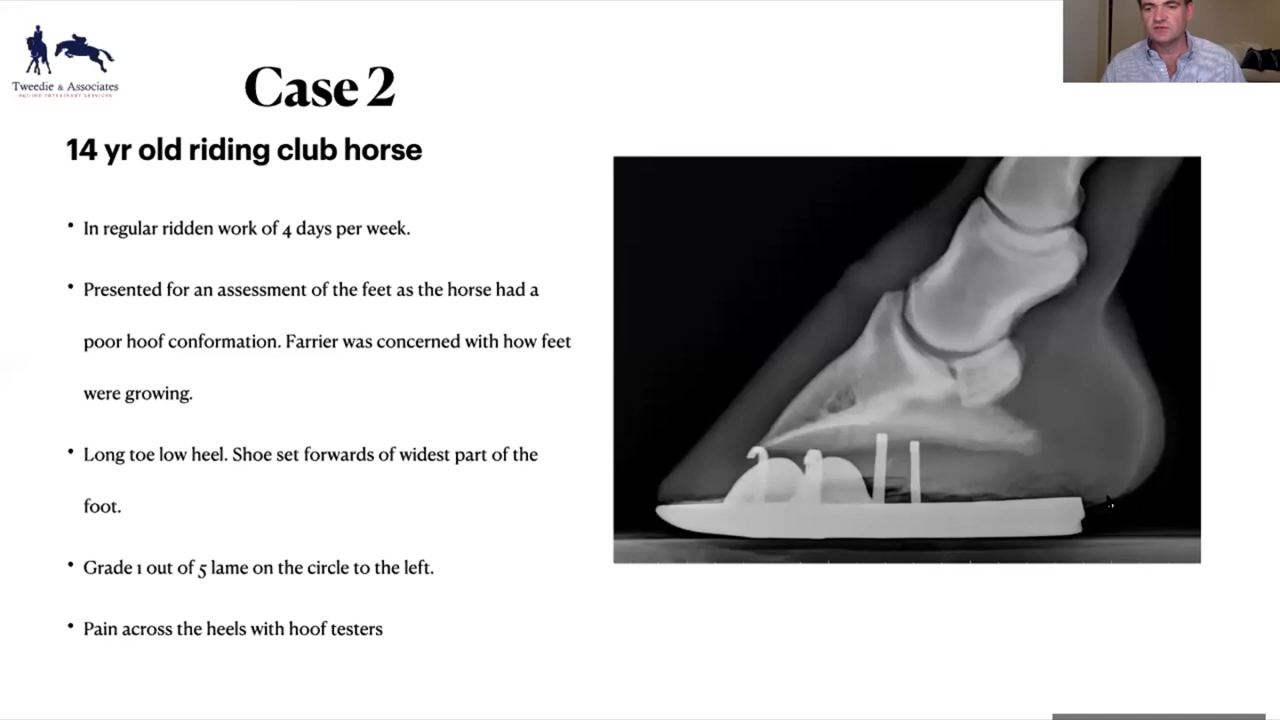 Tweedie & Associates
EQUINE VETERINARY SERVICES
Case 2
14 yr old riding club horse
• In regular ridden work of 4 days per week.
• Presented for an assessment of the feet as the horse had a
poor hoof conformation. Farrier was concerned with how feet
were growing.
• Long toe low heel. Shoe set forwards of widest part of the
foot.
• Grade 1 out of 5 lame on the circle to the left.
• Pain across the heels with hoof testers